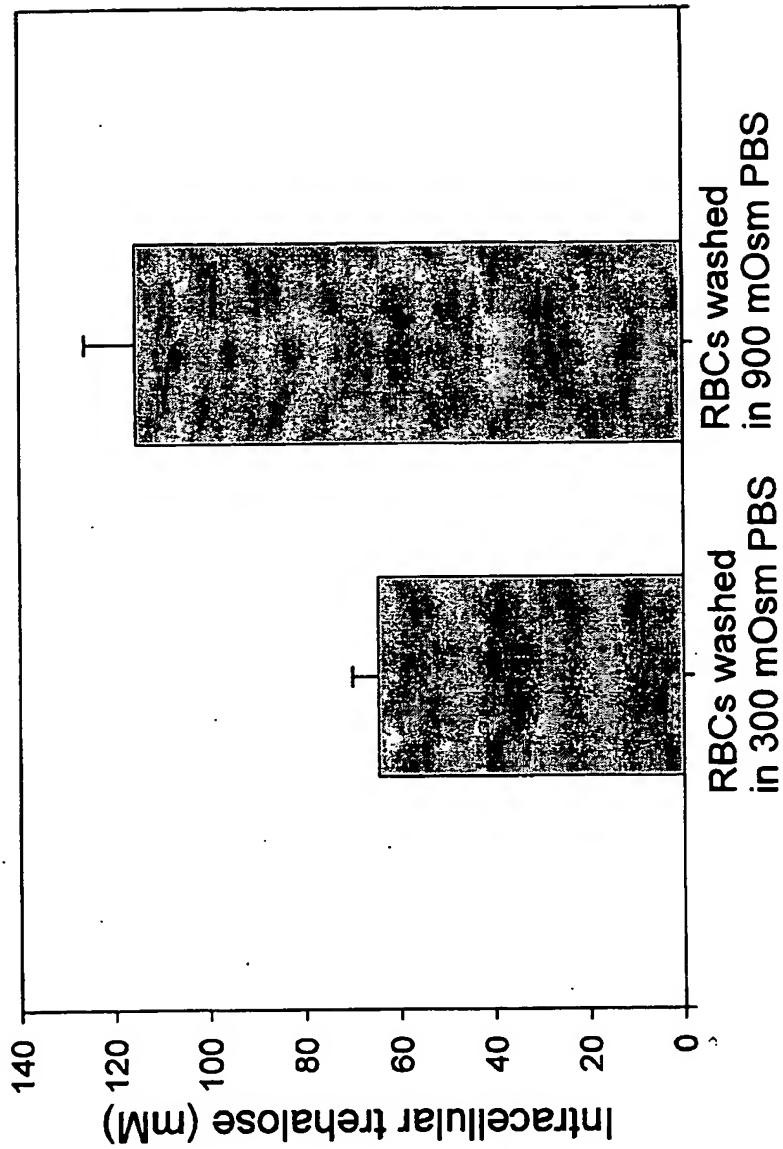 Intracellular trehalose (mM)
140
120
100
80
60
40
20
0
RBCs washed
in 300 mOsm PBS
RBCs washed
in 900 mOsm PBS